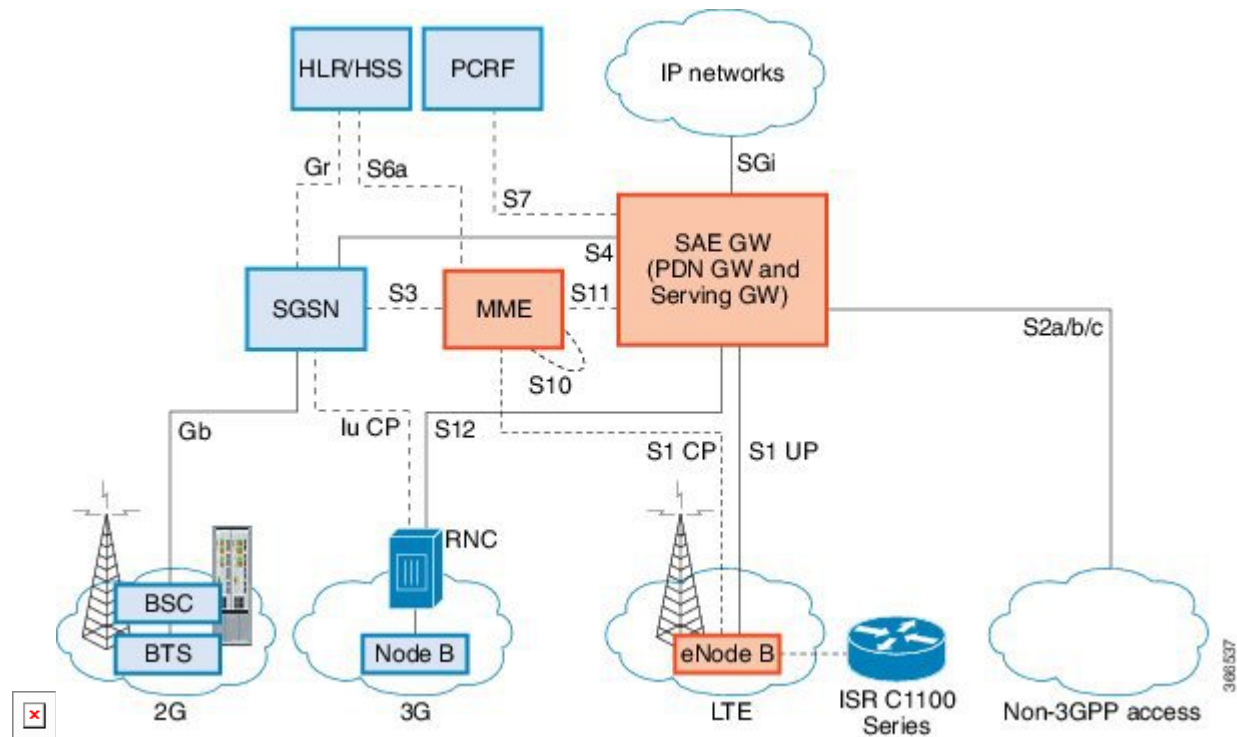 HLR/HSS
PCRF
IP networks
Gr
S6a
SGi
S7
SAE GW
(PDN GW and
Serving GW)
S4
SGSN
S3
MME
S11
S2a/b/c
S10
Gb
Iu CP
S12
S1 CP
S1 UP
RNC
BSC
BTS
Node B
eNode B
2G
3G
LTE
ISR C1100
Series
Non-3GPP access
366537